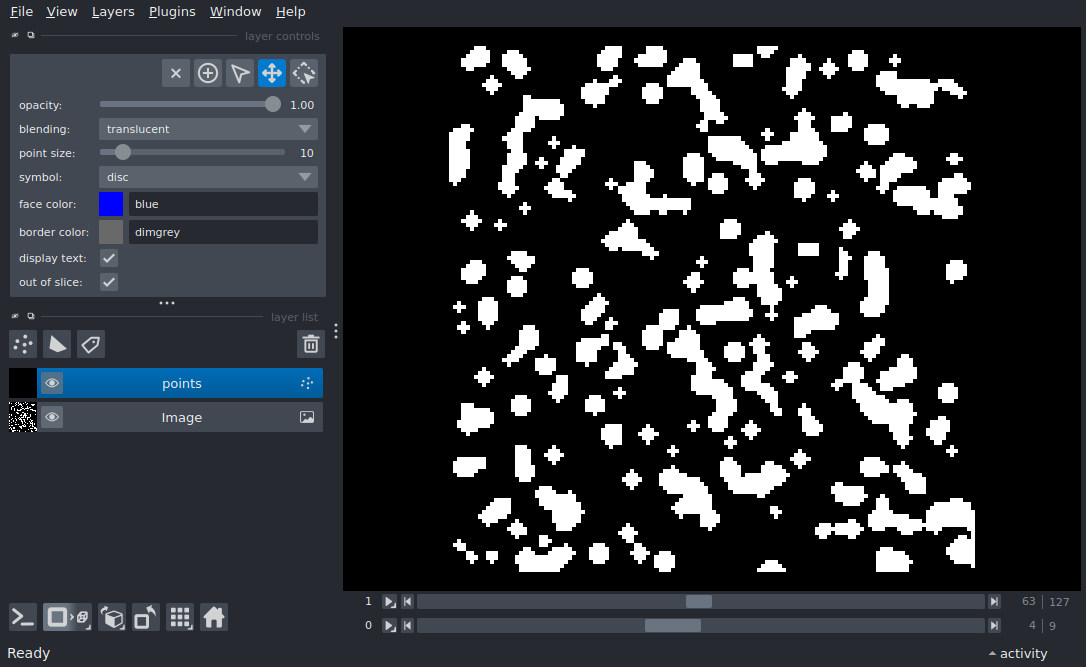 File View Layers Plugins Window Help
layer controls
opacity: 1.00
blending: translucent
point size: 10
symbol: disc
face color: blue
border color: dimgrey
display text:
out of slice:
layer list
points
Image
1 63 127
0 4 9
Ready activity